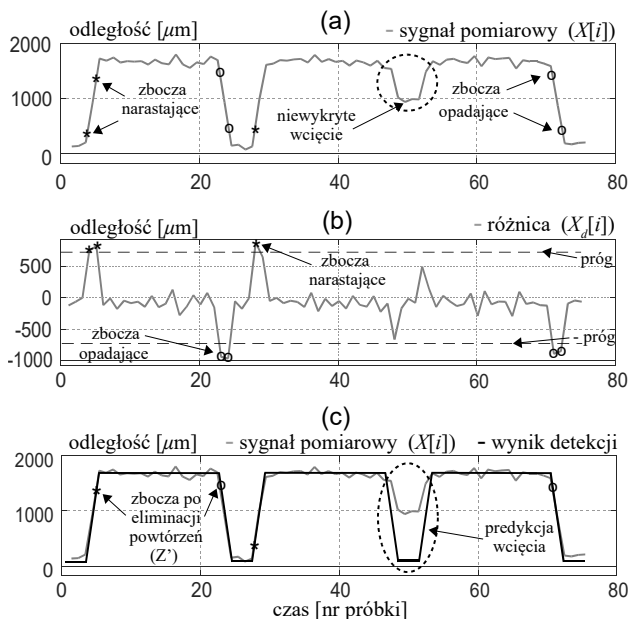 (a)
odległość [μm]
sygnał pomiarowy (X[i])
2000
1000
0
zbocza
narastające
niewykryte
wcięcie
zbocza
opadające
0 20 40 60 80
(b)
odległość [μm]
różnica (X_d[i])
500
0
-500
-1000
zbocza
narastające
próg
zbocza
opadające
- próg
0 20 40 60 80
(c)
odległość [μm]
sygnał pomiarowy (X[i])
wynik detekcji
2000
1000
0
zbocza po
eliminacji
powtórzeń
(Z')
predykcja
wcięcia
0 20 40 60 80
czas [nr próbki]